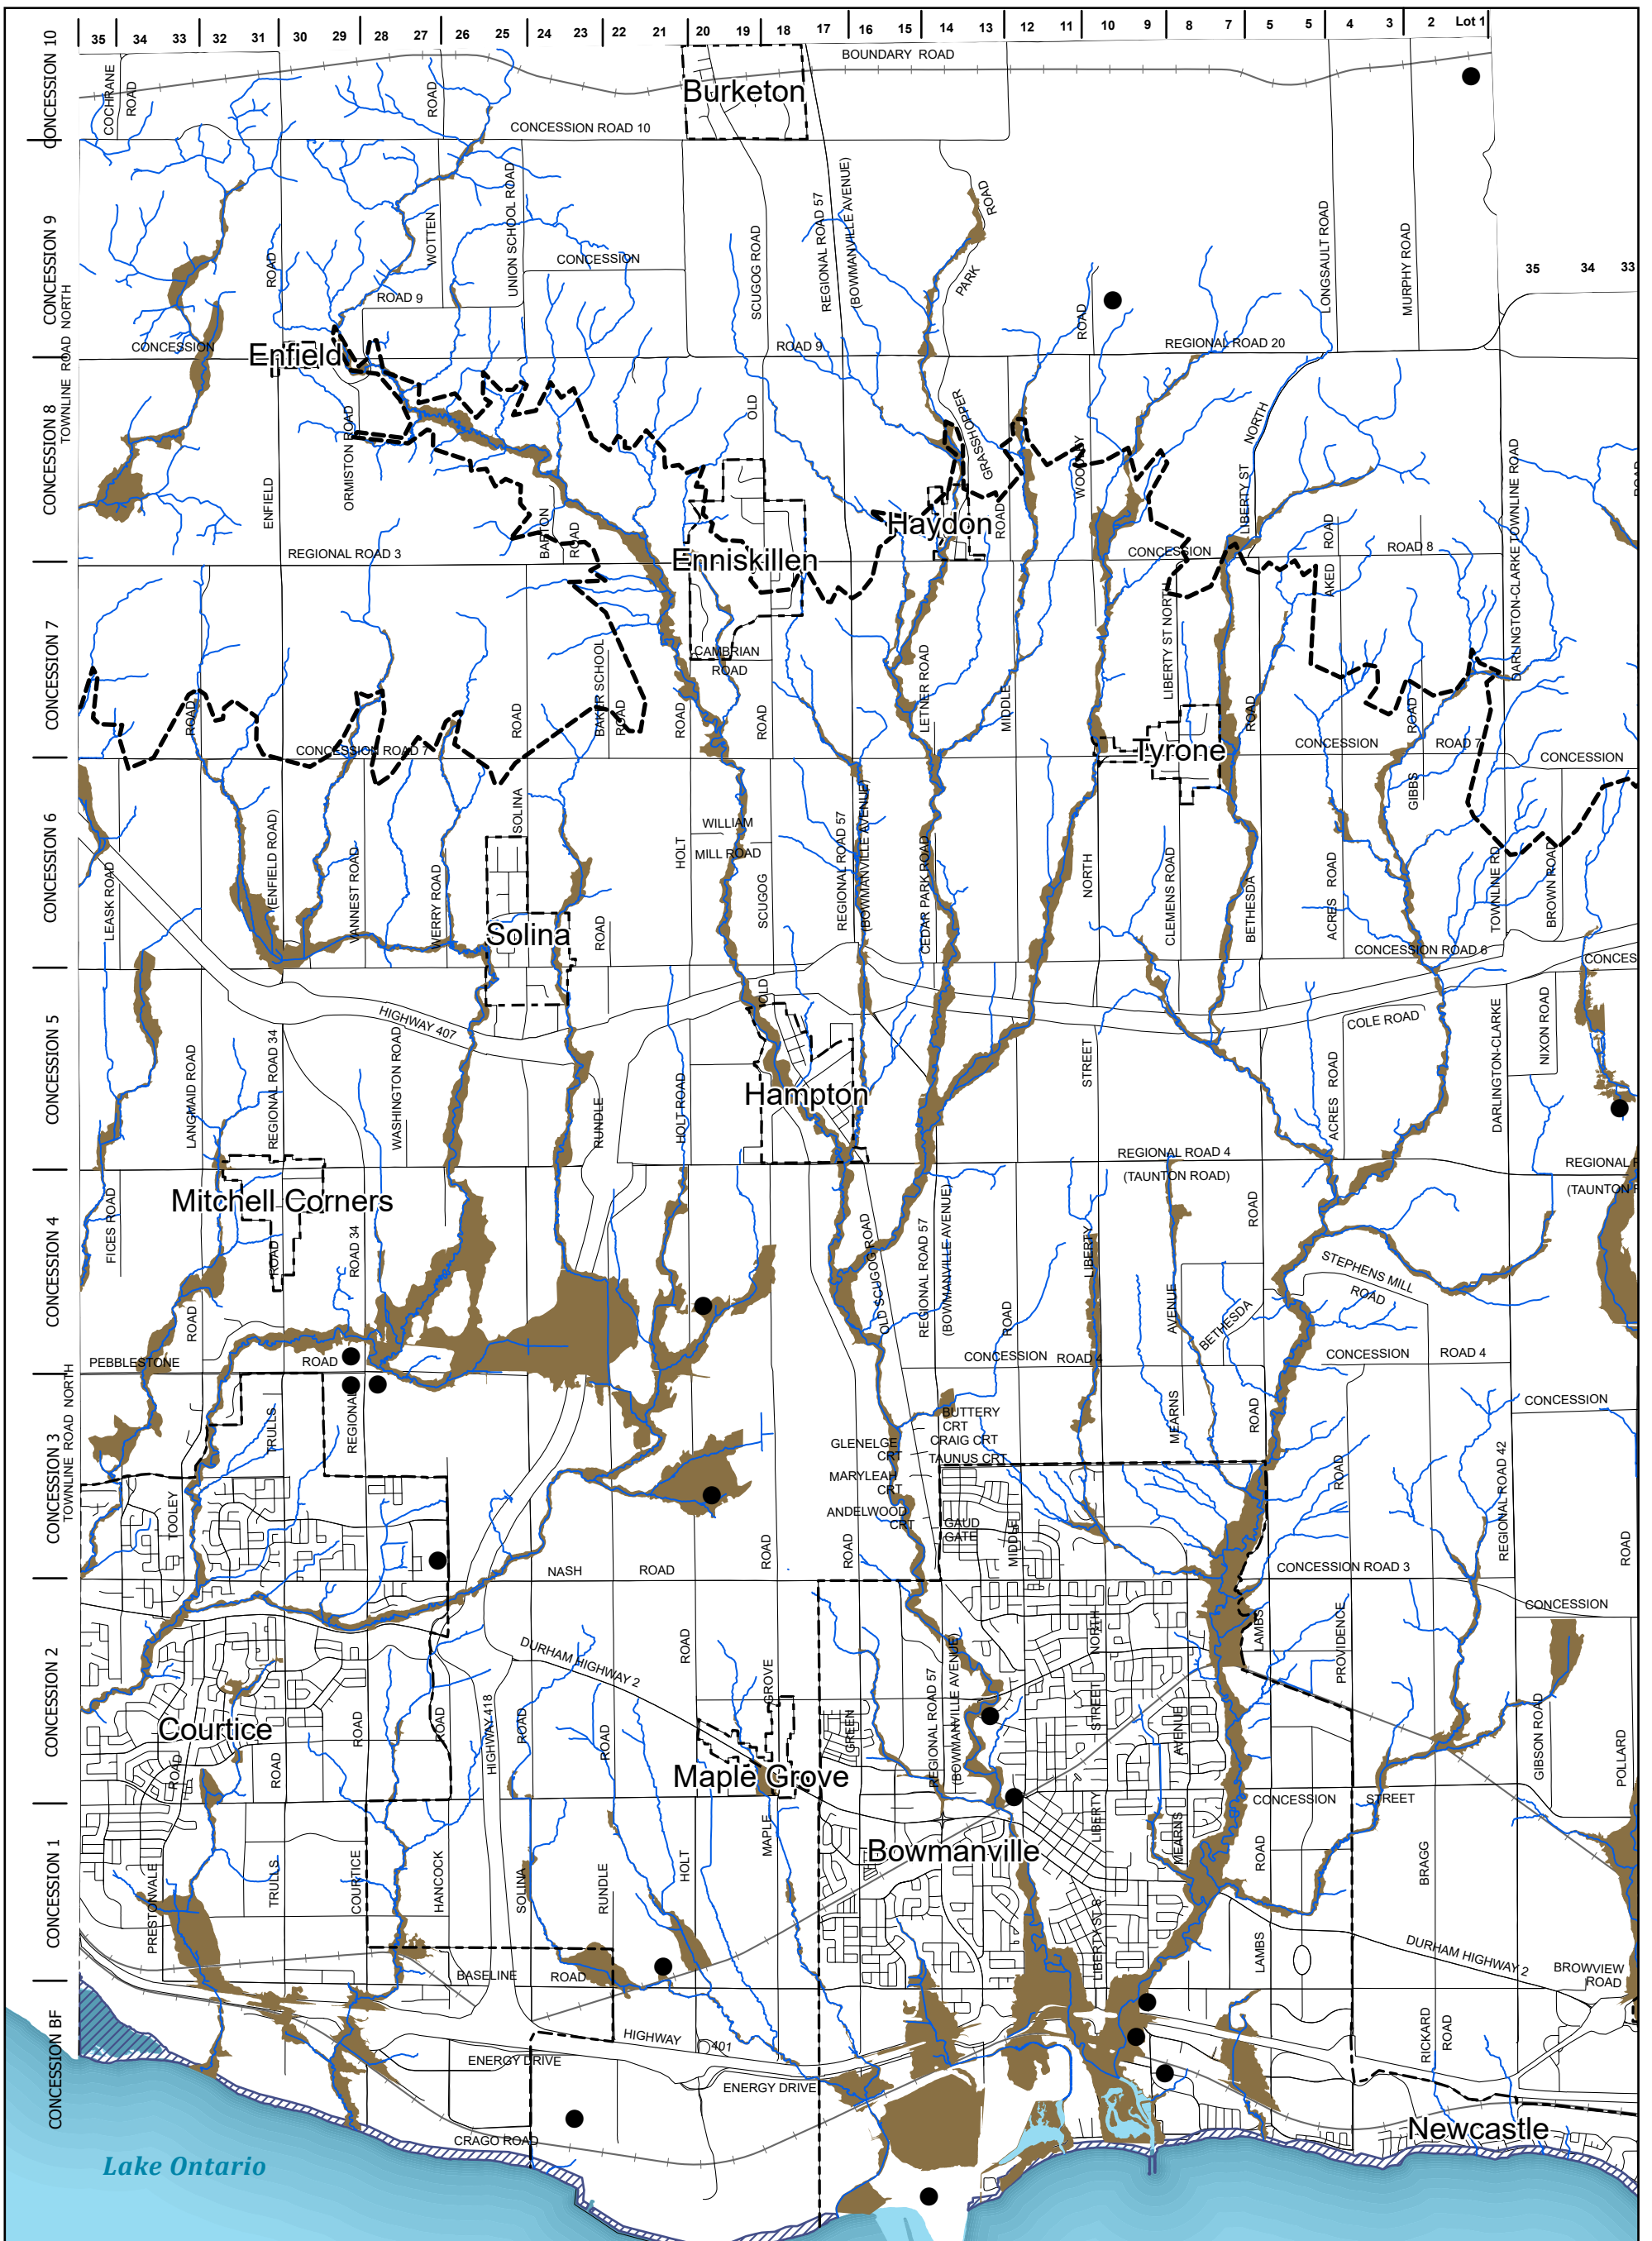 35 34 33 32 31 30 29 28 27 26 25 24 23 22 21 20 19 18 17 16 15 14 13 12 11 10 9 8 7 5 5 4 3 2 Lot 1
CONCESSION 10
BOUNDARY ROAD
COCHRANE
ROAD
ROAD
Burketon
CONCESSION ROAD 10
CONCESSION 9
TOWNLINE ROAD NORTH
ROAD
WOTTEN
UNION SCHOOL ROAD
CONCESSION
SCUGOG ROAD
REGIONAL ROAD 57
(BOWMANVILLE AVENUE)
ROAD
PARK
LONGSAULT ROAD
MURPHY ROAD
35 34 33
ROAD 9
CONCESSION
Enfield
ROAD 9
ROAD
REGIONAL ROAD 20
CONCESSION 8
ENFIELD
ORMISTON ROAD
OLD
GRASSHOPPER
WOODLEY
NORTH
LIBERTY ST
DARLINGTON-CLARKE TOWNLINE ROAD
ROAD
BARTON
ROAD
Haydon
ROAD
ROAD
REGIONAL ROAD 3
Enniskillen
CONCESSION
ROAD 8
AKED
CONCESSION 7
LIBERTY ST NORTH
CAMBRIAN
ROAD
BAKER SCHOOL
ROAD
ROAD
ROAD
ROAD
ROAD
LETNER ROAD
MIDDLE
ROAD
ROAD
CONCESSION ROAD 7
Tyrone
CONCESSION
ROAD 7
CONCESSION
CONCESSION 6
SOLINA
GIBBS
WILLIAM
MILL ROAD
HOLT
LEASK ROAD
(ENFIELD ROAD)
VANNEST ROAD
WERRY ROAD
ROAD
SCUGOG
REGIONAL ROAD 57
(BOWMANVILLE AVENUE)
CEDAR PARK ROAD
NORTH
CLEMENS ROAD
BETHESDA
ACRES ROAD
TOWNLINE RD
BROWN ROAD
Solina
CONCESSION ROAD 6
CONCES
CONCESSION 5
OLD
HIGHWAY 407
COLE ROAD
LANGMAID ROAD
REGIONAL ROAD 34
WASHINGTON ROAD
RUNDLE
HOLT ROAD
Hampton
STREET
ACRES ROAD
DARLINGTON-CLARKE
NIXON ROAD
REGIONAL ROAD 4
(TAUNTON ROAD)
REGIONAL R
(TAUNTON R
CONCESSION 4
FICES ROAD
Mitchell Corners
ROAD
ROAD 34
OLD SCUGOG ROAD
REGIONAL ROAD 57
(BOWMANVILLE AVENUE)
LIBERTY
ROAD
AVENUE
ROAD
STEPHENS MILL
ROAD
BETHESDA
ROAD
PEBBLESTONE
ROAD
CONCESSION
ROAD 4
CONCESSION
ROAD 4
CONCESSION 3
TOWNLINE ROAD NORTH
TRULLS
REGIONAL
TOOLEY
BUTTERY
CRT
CRAIG CRT
GLENELGE
CRT
TAUNUS CRT
MARYLEAH
CRT
ANDELWOOD
CRT
GAUD
GATE
MIDDLE
MEARNS
ROAD
ROAD
REGIONAL ROAD 42
CONCESSION
ROAD
NASH
ROAD
ROAD
ROAD
CONCESSION ROAD 3
CONCESSION
CONCESSION 2
DURHAM HIGHWAY 2
ROAD
GROVE
LAMBS
PROVIDENCE
Courtice
ROAD
ROAD
ROAD
ROAD
HIGHWAY 418
ROAD
ROAD
GREEN
REGIONAL ROAD 57
(BOWMANVILLE AVENUE)
STREET
NORTH
AVENUE
GIBSON ROAD
POLLARD
Maple Grove
CONCESSION
STREET
CONCESSION 1
PRESTONVALE
TRULLS
COURTICE
HANCOCK
SOLINA
RUNDLE
HOLT
MAPLE
Bowmanville
LIBERTY
MEARNS
ROAD
BRAGG
LIBERTY ST S.
LAMBS
DURHAM HIGHWAY 2
BROWVIEW
ROAD
BASELINE
ROAD
CONCESSION BF
HIGHWAY
401
ENERGY DRIVE
ENERGY DRIVE
RICKARD
ROAD
CRAGO ROAD
Newcastle
Lake Ontario